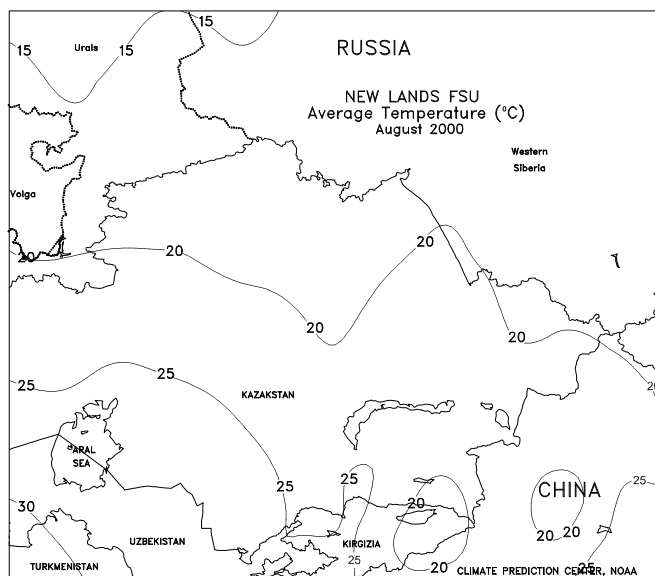 15
15
15
Urals
RUSSIA
NEW LANDS FSU
Average Temperature (°C)
August 2000
Western
Siberia
Volga
20
20
20
20
20
20
25
25
KAZAKSTAN
ARAL
SEA
25
25
25
20
CHINA
30
20
20
UZBEKISTAN
KIRGIZIA
25
20
25
TURKMENISTAN
CLIMATE PREDICTION CENTER, NOAA